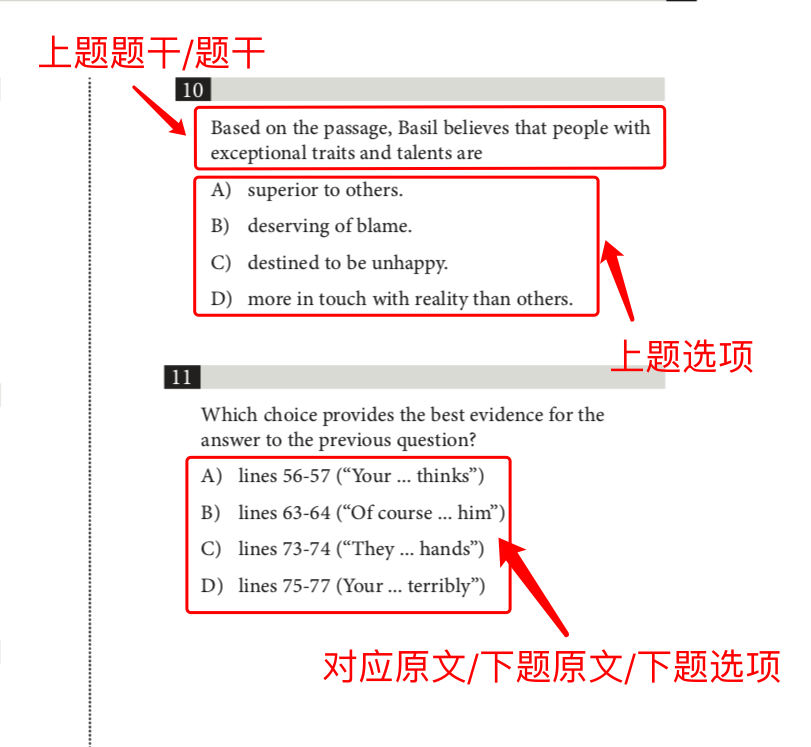 上题题干/题干
10
Based on the passage, Basil believes that people with
exceptional traits and talents are
A) superior to others.
B) deserving of blame.
C) destined to be unhappy.
D) more in touch with reality than others.
上题选项
11
Which choice provides the best evidence for the
answer to the previous question?
A) lines 56-57 (“Your ... thinks”)
B) lines 63-64 (“Of course ... him”)
C) lines 73-74 (“They ... hands”)
D) lines 75-77 (Your ... terribly”)
对应原文/下题原文/下题选项